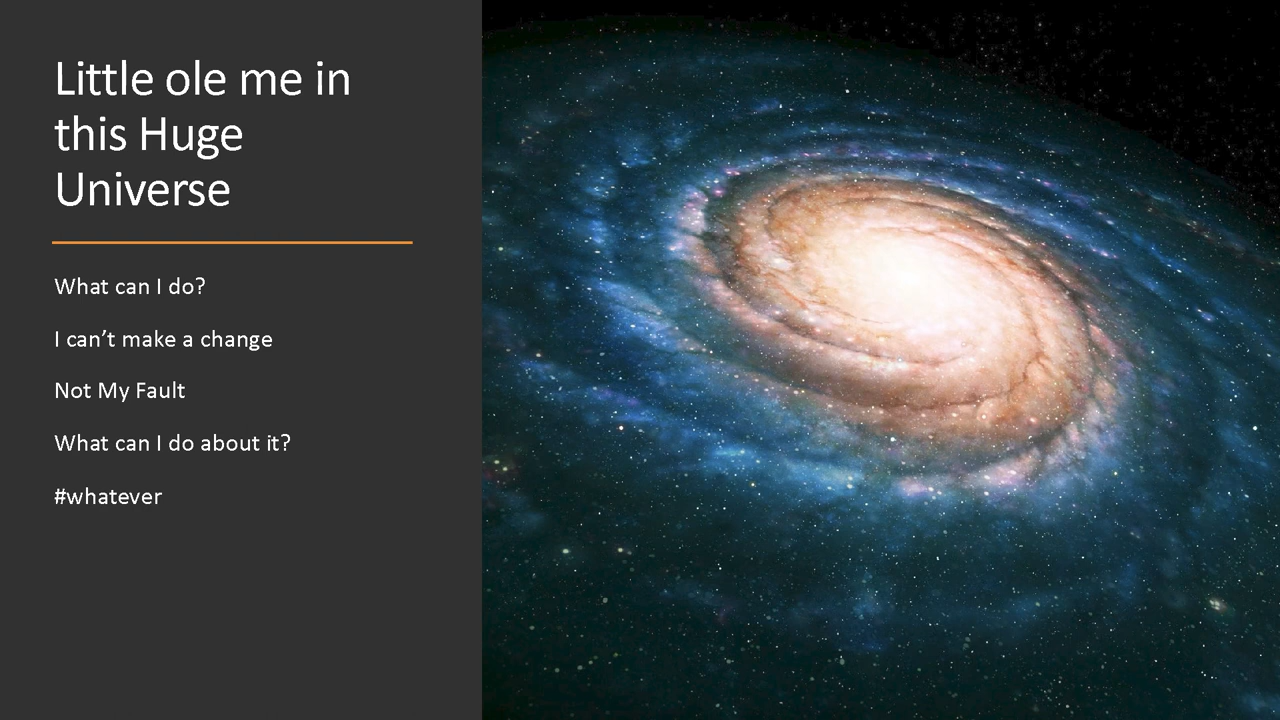 Little ole me in
this Huge
Universe
What can I do?
I can’t make a change
Not My Fault
What can I do about it?
#whatever